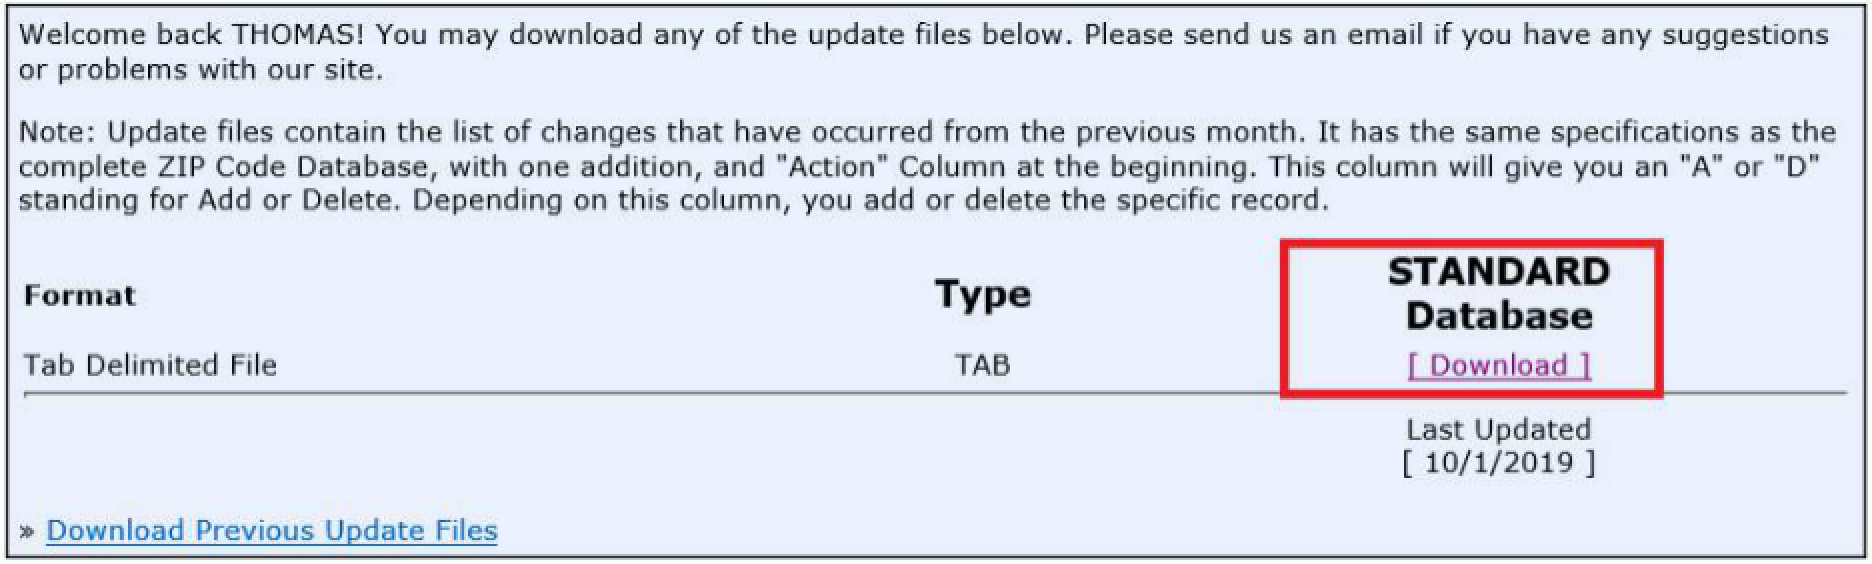 Welcome back THOMAS! You may download any of the update files below. Please send us an email if you have any suggestions
or problems with our site.
Note: Update files contain the list of changes that have occurred from the previous month. It has the same specifications as the
complete ZIP Code Database, with one addition, and "Action" Column at the beginning. This column will give you an "A" or "D"
standing for Add or Delete. Depending on this column, you add or delete the specific record.
Format Type STANDARD
Database
Tab Delimited File TAB [ Download ]
Last Updated
[ 10/1/2019 ]
» Download Previous Update Files